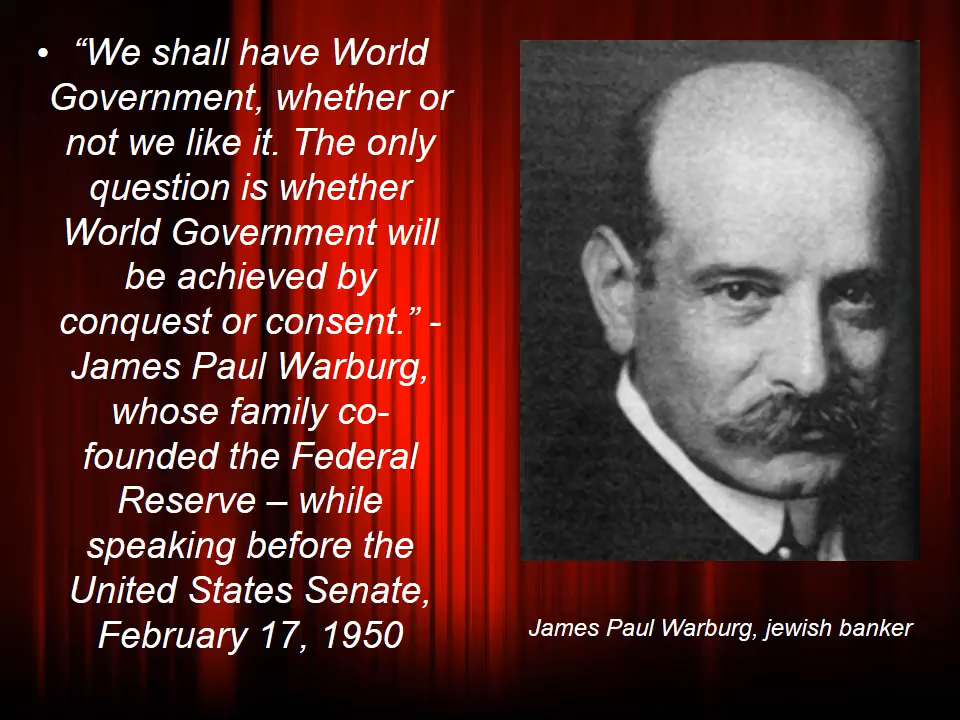 • “We shall have World
Government, whether or
not we like it. The only
question is whether
World Government will
be achieved by
conquest or consent.” -
James Paul Warburg,
whose family co-
founded the Federal
Reserve – while
speaking before the
United States Senate,
February 17, 1950
James Paul Warburg, jewish banker